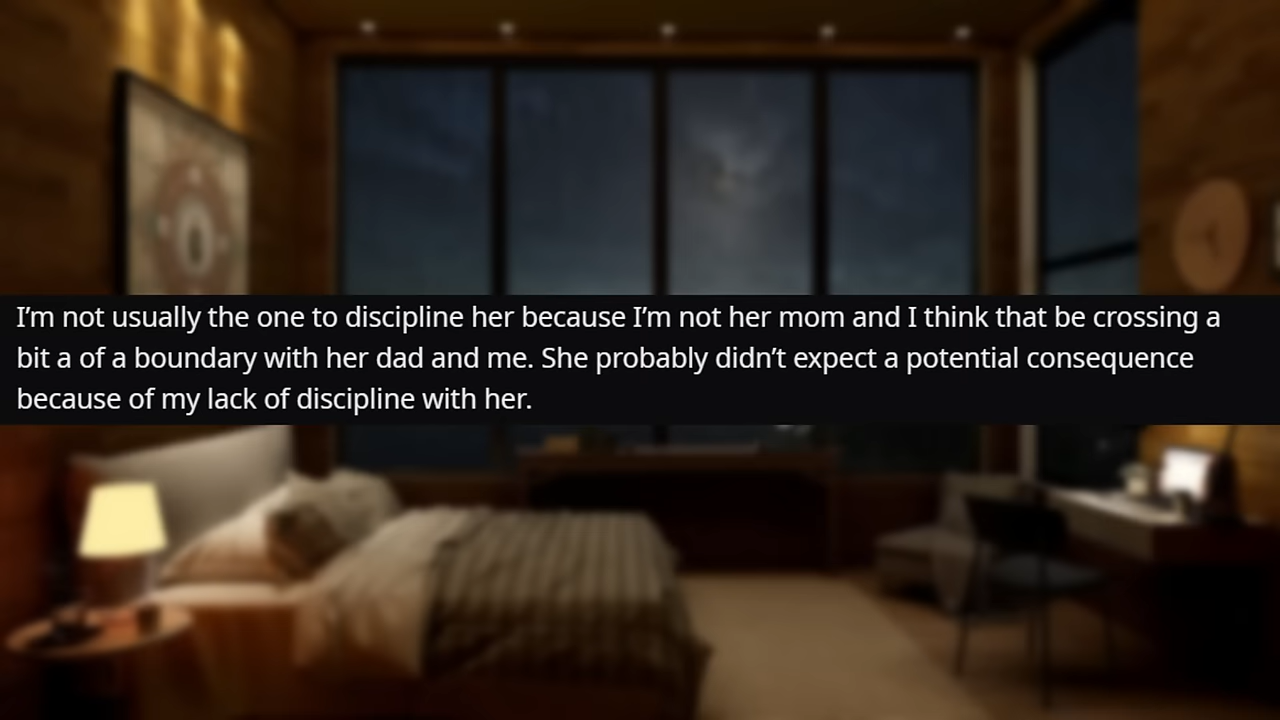 I’m not usually the one to discipline her because I’m not her mom and I think that be crossing a
bit a of a boundary with her dad and me. She probably didn’t expect a potential consequence
because of my lack of discipline with her.